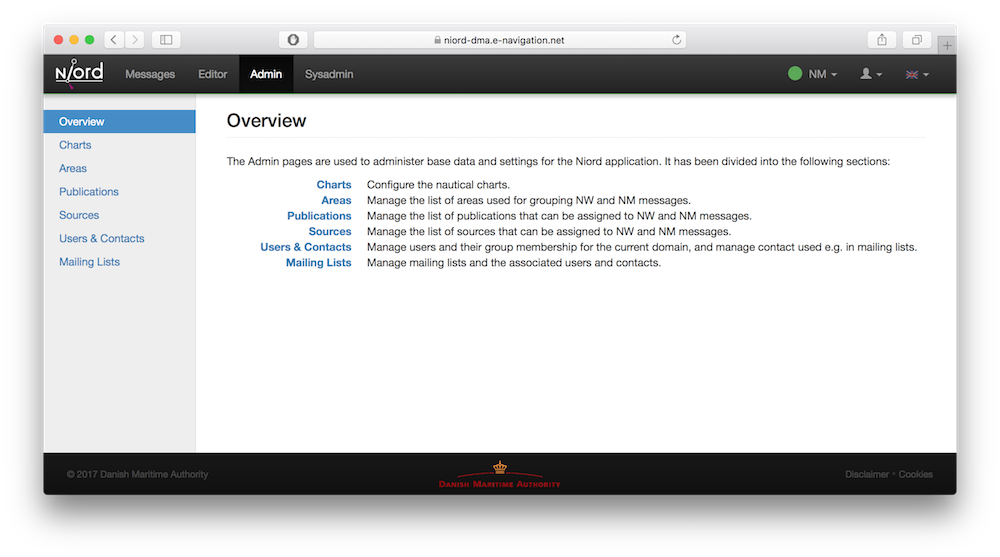 niord-dma.e-navigation.net
Niord Messages Editor Admin Sysadmin NM
Overview
Charts
Areas
Publications
Sources
Users & Contacts
Mailing Lists
Overview
The Admin pages are used to administer base data and settings for the Niord application. It has been divided into the following sections:
Charts Configure the nautical charts.
Areas Manage the list of areas used for grouping NW and NM messages.
Publications Manage the list of publications that can be assigned to NW and NM messages.
Sources Manage the list of sources that can be assigned to NW and NM messages.
Users & Contacts Manage users and their group membership for the current domain, and manage contact used e.g. in mailing lists.
Mailing Lists Manage mailing lists and the associated users and contacts.
© 2017 Danish Maritime Authority
DANISH MARITIME AUTHORITY
Disclaimer • Cookies